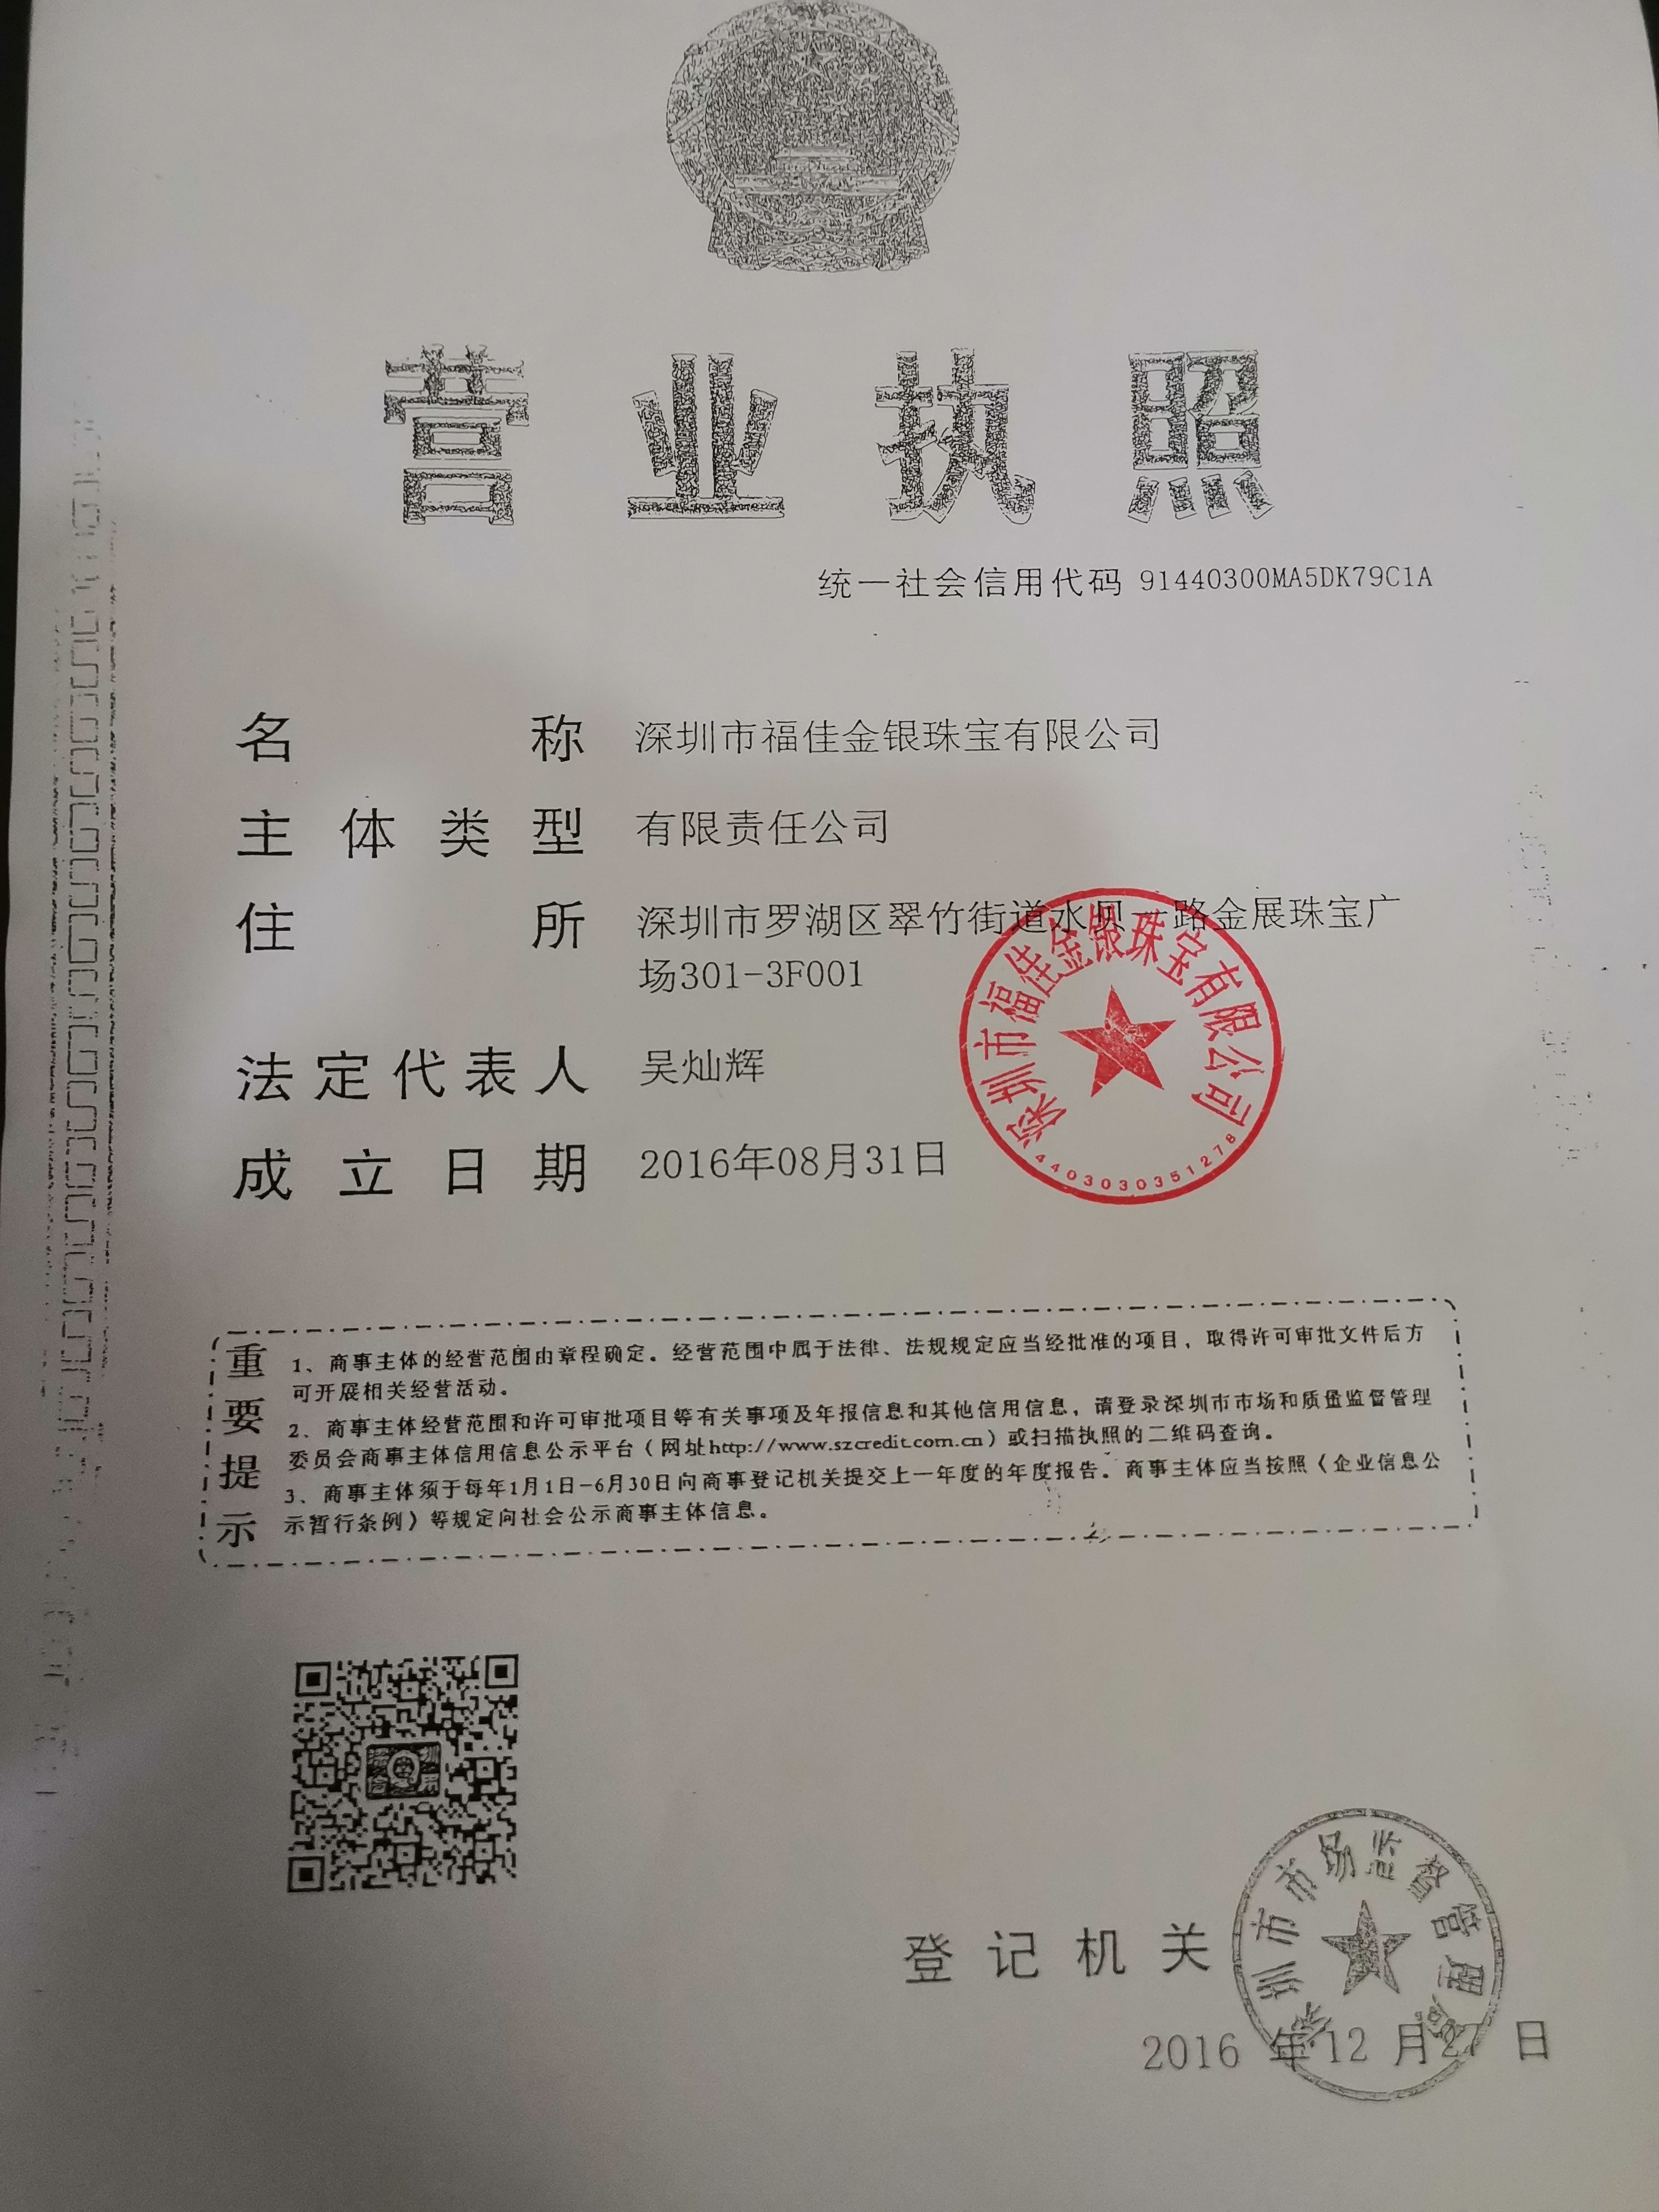 营业执照
统一社会信用代码 91440300MA5DK79C1A
名称 深圳市福佳金银珠宝有限公司
主体类型 有限责任公司
住所 深圳市罗湖区翠竹街道水贝一路金展珠宝广
场301-3F001
法定代表人 吴灿辉
成立日期 2016年08月31日
深圳市福佳金银珠宝有限公司
4403030351278
重要提示
1、商事主体的经营范围由章程确定。经营范围中属于法律、法规规定应当经批准的项目，取得许可审批文件后方
可开展相关经营活动。
2、商事主体经营范围和许可审批项目等有关事项及年报信息和其他信用信息，请登录深圳市市场和质量监督管理
委员会商事主体信用信息公示平台（网址http://www.szcredit.com.cn）或扫描执照的二维码查询。
3、商事主体须于每年1月1日-6月30日向商事登记机关提交上一年度的年度报告。商事主体应当按照《企业信息公
示暂行条例》等规定向社会公示商事主体信息。
登记机关
深圳市市场监督管理局
2016 年 12 月 27 日